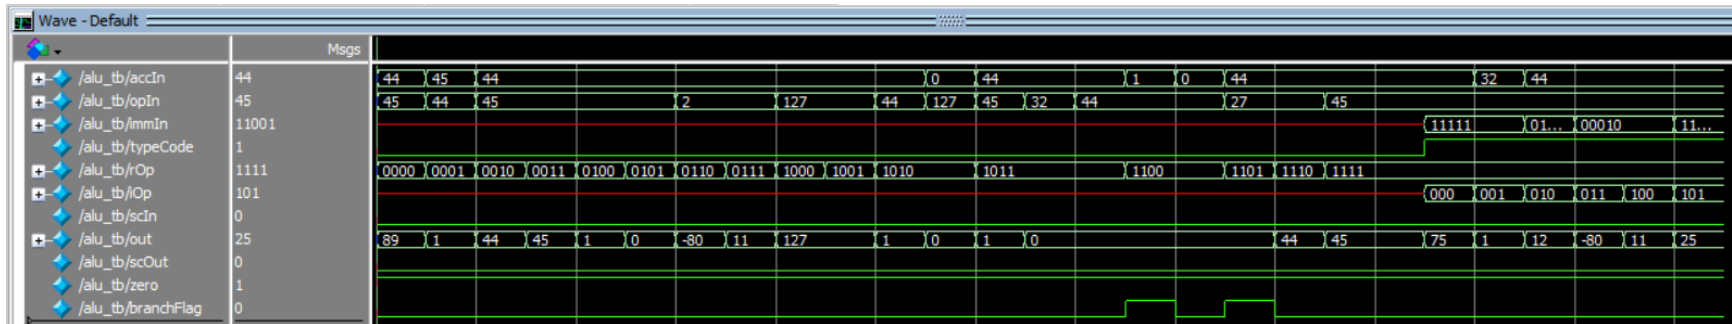 Wave - Default
Msgs
/alu_tb/accIn 44 44 45 44 0 44 1 0 44 32 44
/alu_tb/opIn 45 45 44 45 2 127 44 127 45 32 44 27 45
/alu_tb/immIn 11001 11111 01... 00010 11...
/alu_tb/typeCode 1
/alu_tb/rOp 1111 0000 0001 0010 0011 0100 0101 0110 0111 1000 1001 1010 1011 1100 1101 1110 1111
/alu_tb/iOp 101 000 001 010 011 100 101
/alu_tb/scIn 0
/alu_tb/out 25 89 1 44 45 1 0 -80 11 127 1 0 1 0 44 45 75 1 12 -80 11 25
/alu_tb/scOut 0
/alu_tb/zero 1
/alu_tb/branchFlag 0